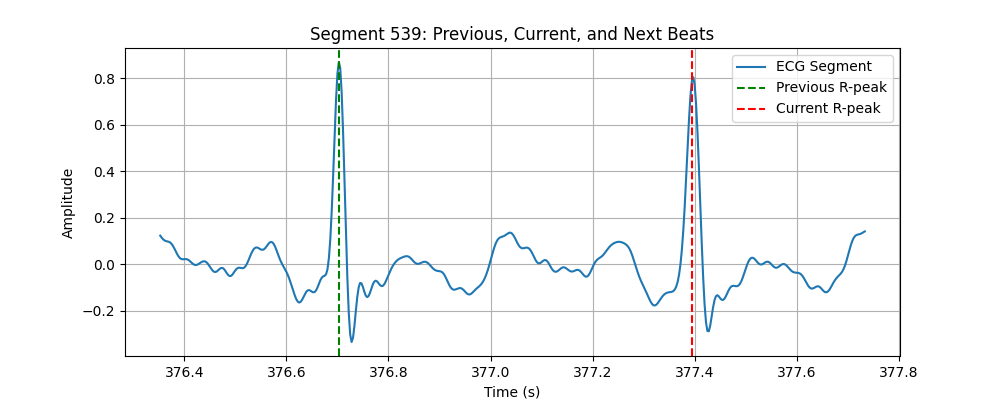 Segment 539: Previous, Current, and Next Beats
ECG Segment
Previous R-peak
Current R-peak
Amplitude
0.8
0.6
0.4
0.2
0.0
−0.2
376.4 376.6 376.8 377.0 377.2 377.4 377.6 377.8
Time (s)